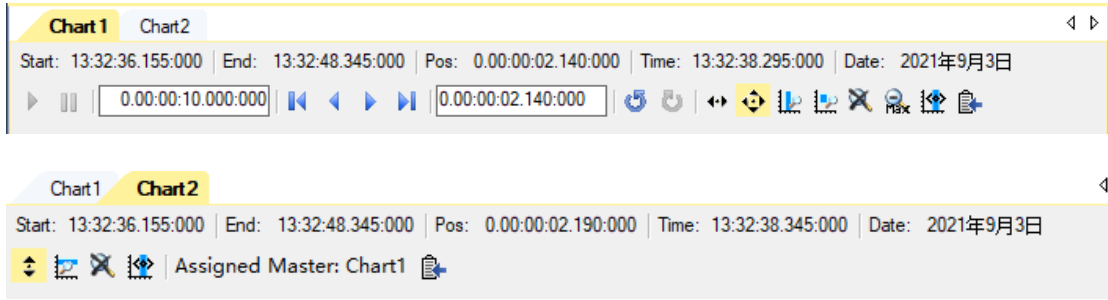 Chart1 Chart2
Start: 13:32:36.155:000 End: 13:32:48.345:000 Pos: 0.00:00:02.140:000 Time: 13:32:38.295:000 Date: 2021年9月3日
0.00:00:10.000:000 0.00:00:02.140:000 Max
Chart1 Chart2
Start: 13:32:36.155:000 End: 13:32:48.345:000 Pos: 0.00:00:02.190:000 Time: 13:32:38.345:000 Date: 2021年9月3日
Assigned Master: Chart1